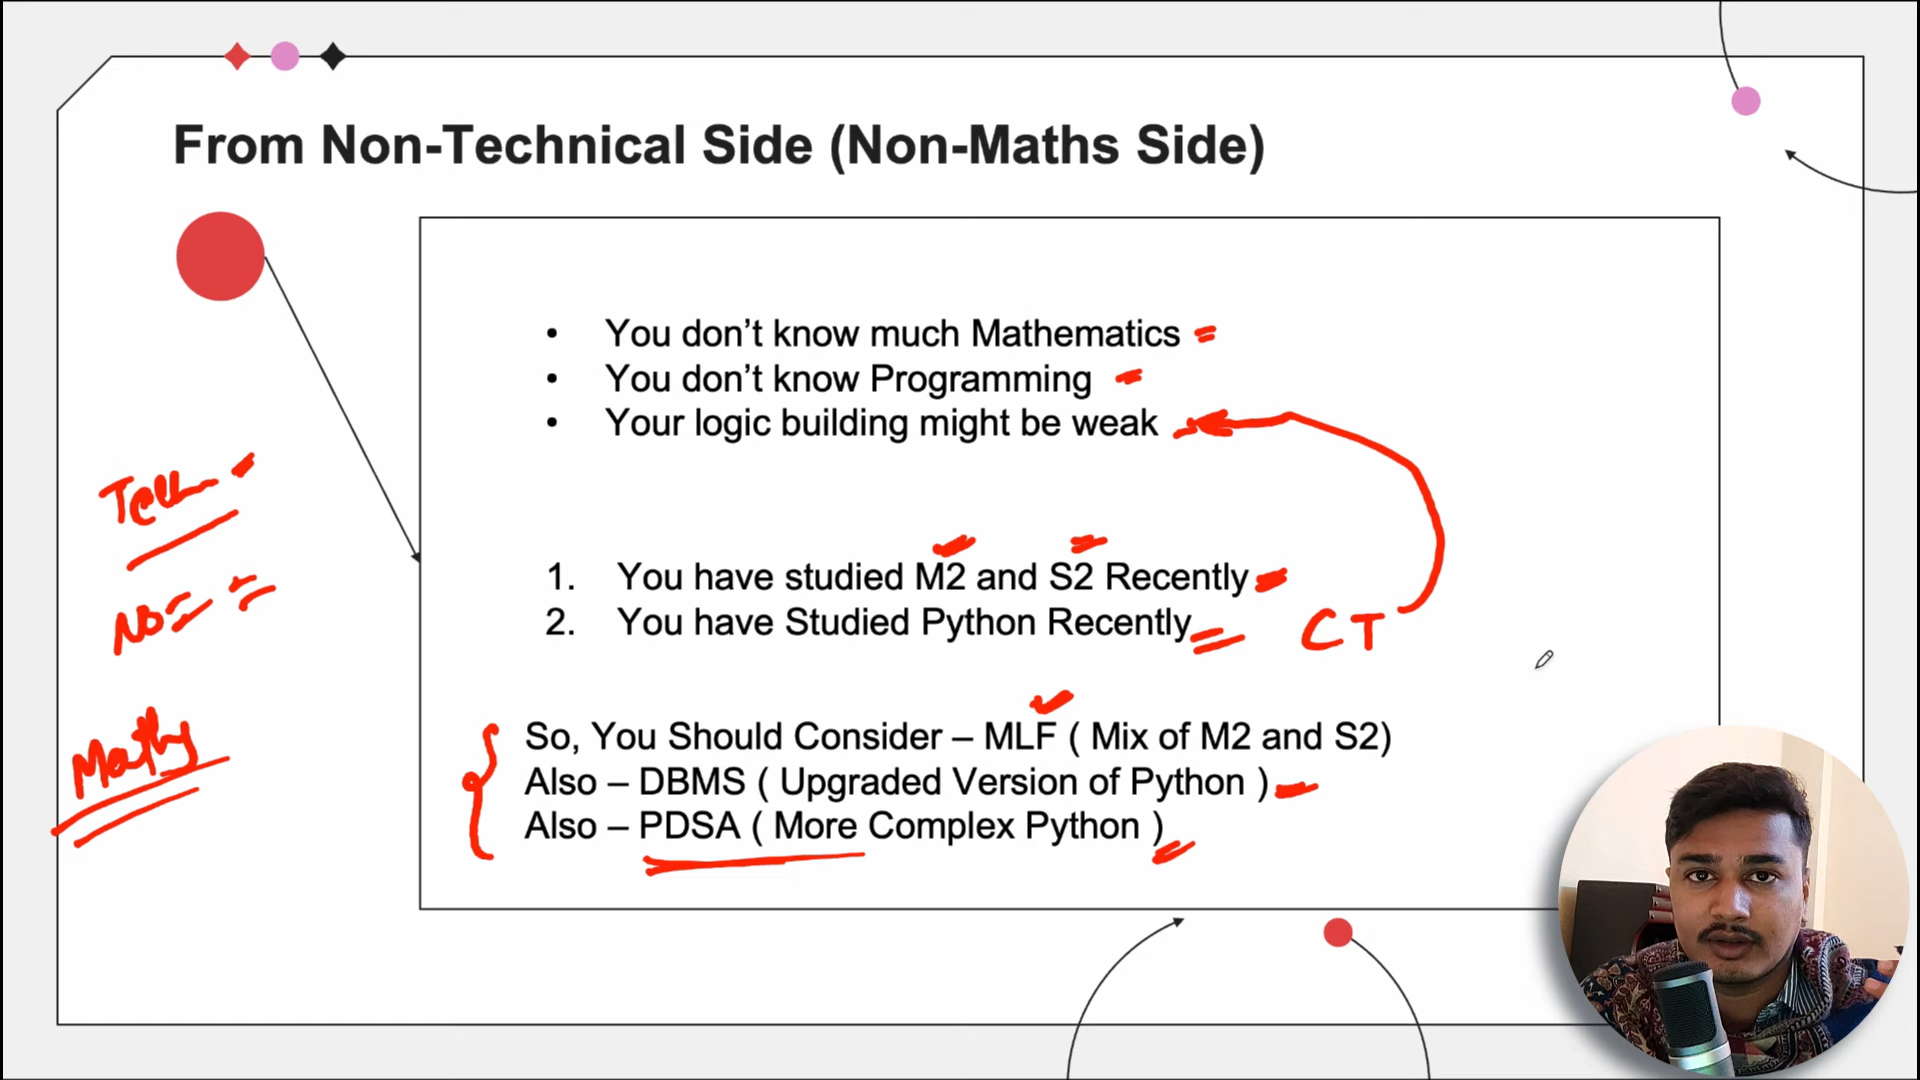 From Non-Technical Side (Non-Maths Side)
• You don’t know much Mathematics
• You don’t know Programming
• Your logic building might be weak
Tech
No
Maths
1. You have studied M2 and S2 Recently
2. You have Studied Python Recently
CT
So, You Should Consider – MLF ( Mix of M2 and S2)
Also – DBMS ( Upgraded Version of Python )
Also – PDSA ( More Complex Python )